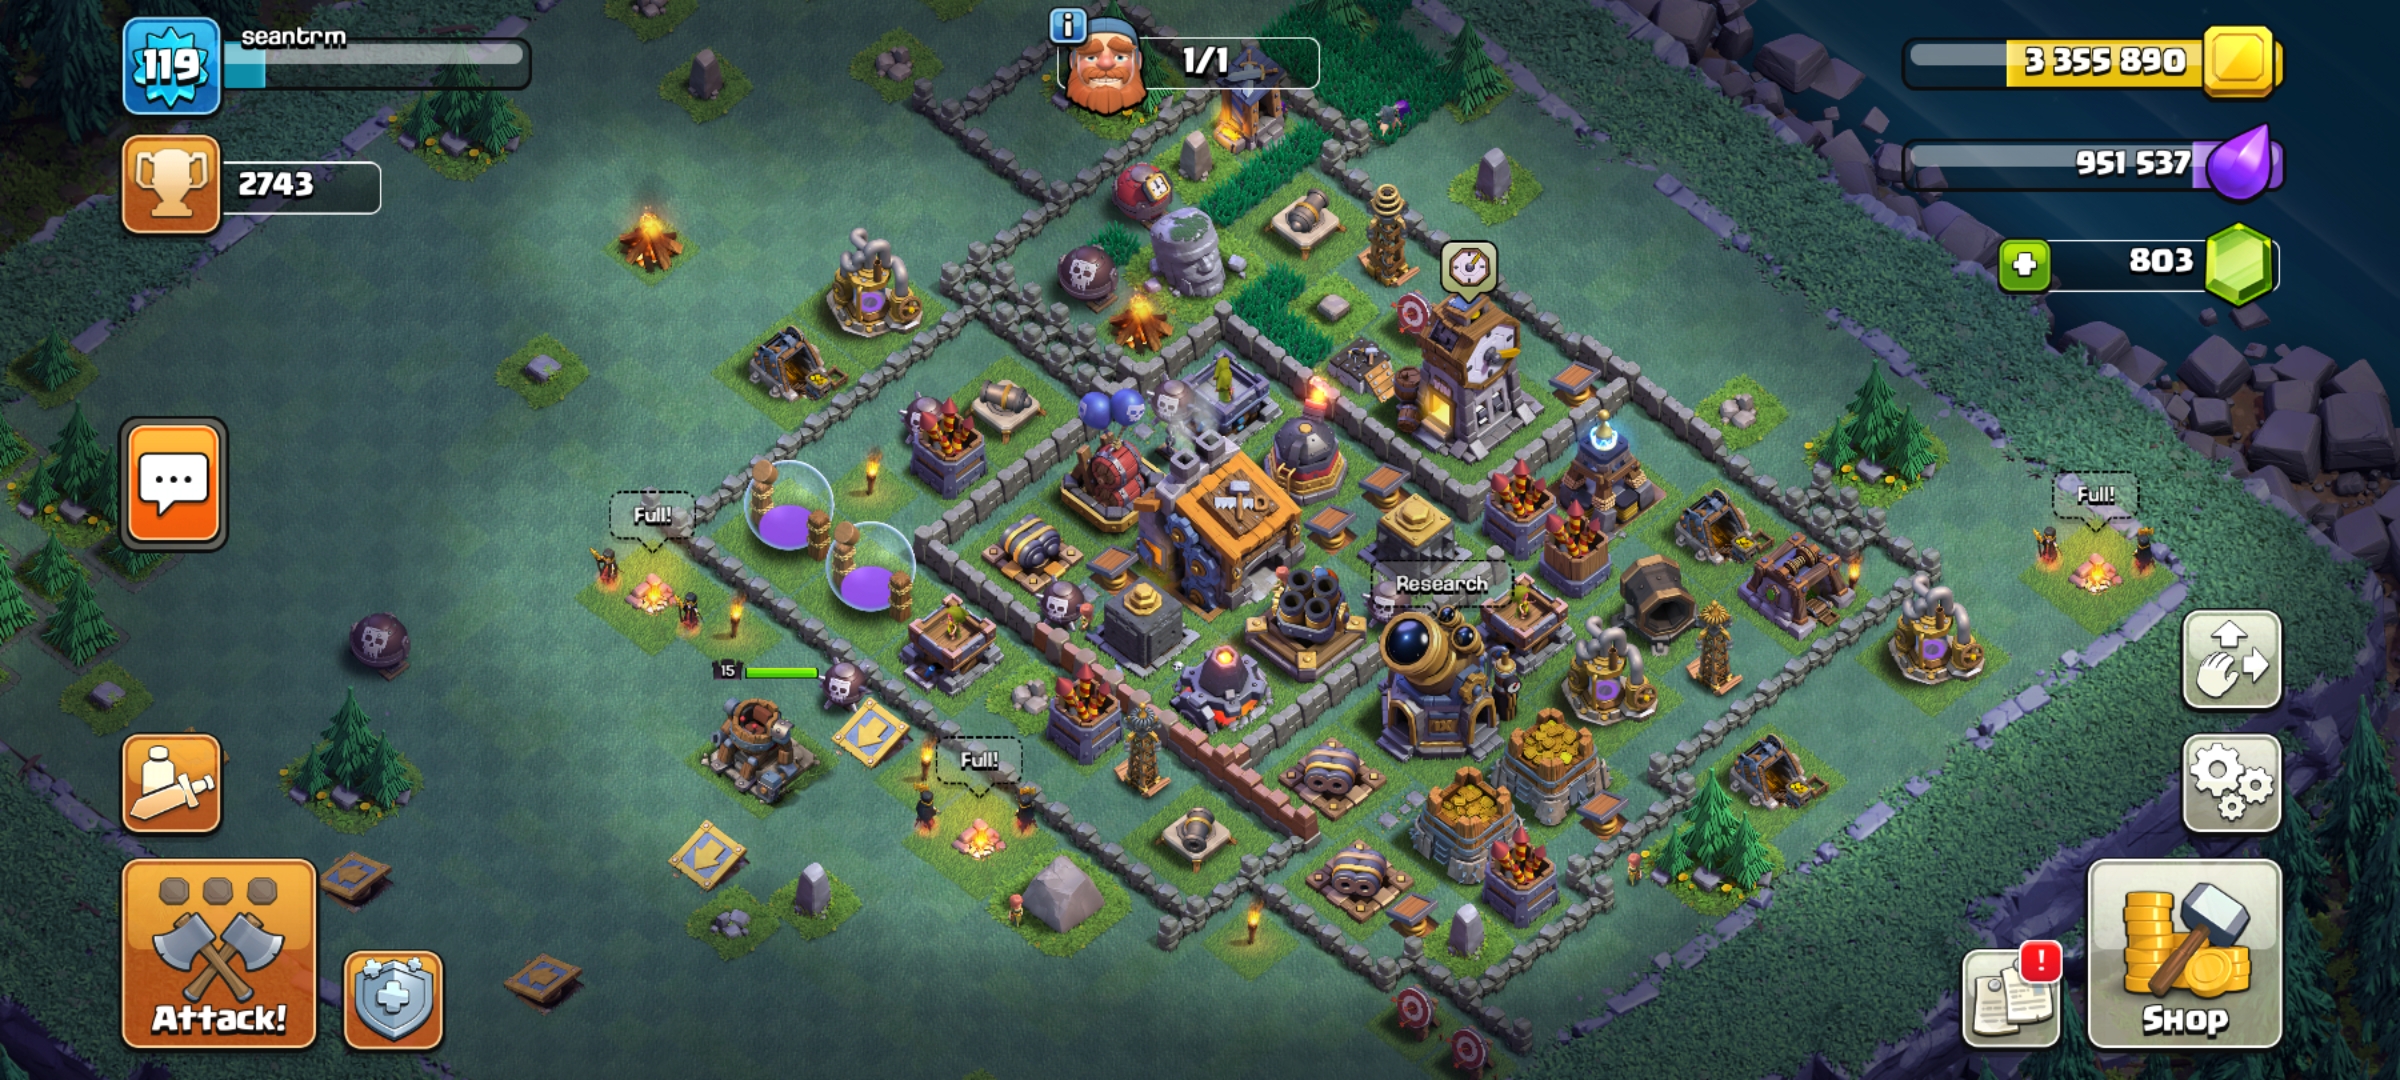 119
seantrm
1/1
3 355 890
2743
951 537
803
Full!
Full!
Research
15
Full!
Attack!
Shop
!